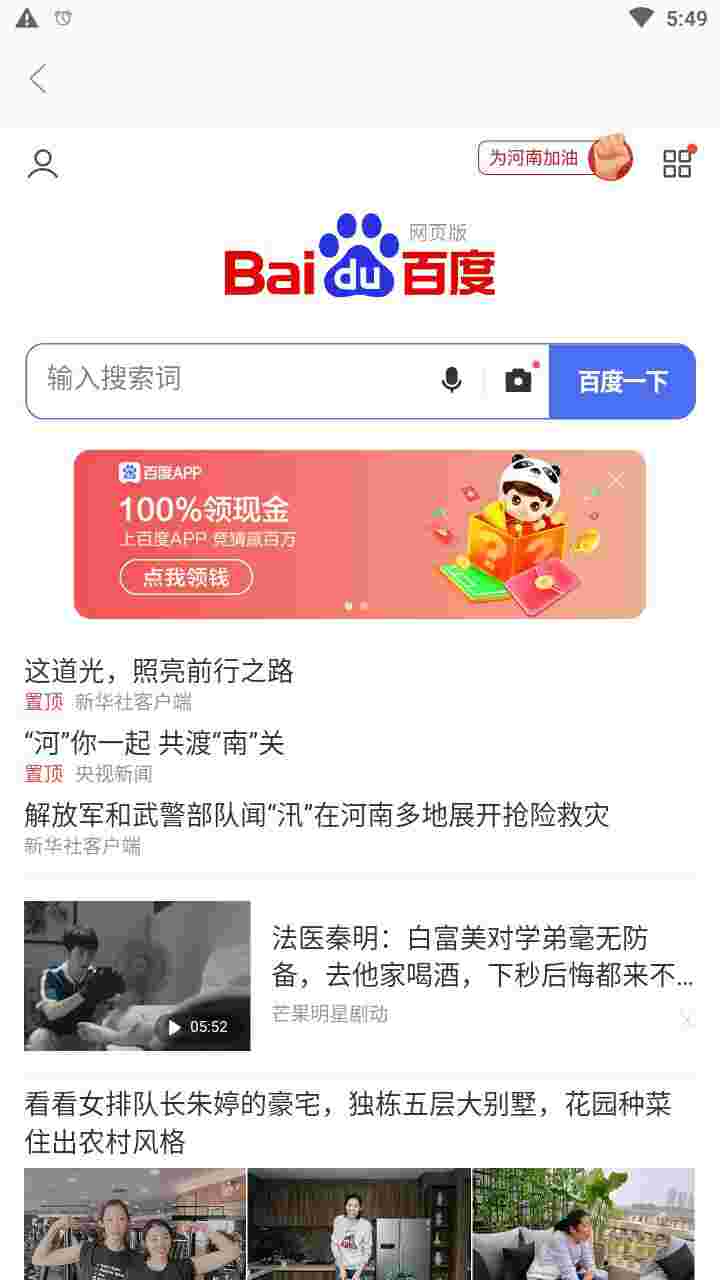 5:49
为河南加油
网页版
Bai du 百度
输入搜索词
百度一下
百度APP
100%领现金
上百度APP 竞猜赢百万
点我领钱
这道光，照亮前行之路
置顶 新华社客户端
“河”你一起 共渡“南”关
置顶 央视新闻
解放军和武警部队闻“汛”在河南多地展开抢险救灾
新华社客户端
法医秦明：白富美对学弟毫无防
备，去他家喝酒，下秒后悔都来不...
05:52
芒果明星剧动
看看女排队长朱婷的豪宅，独栋五层大别墅，花园种菜
住出农村风格